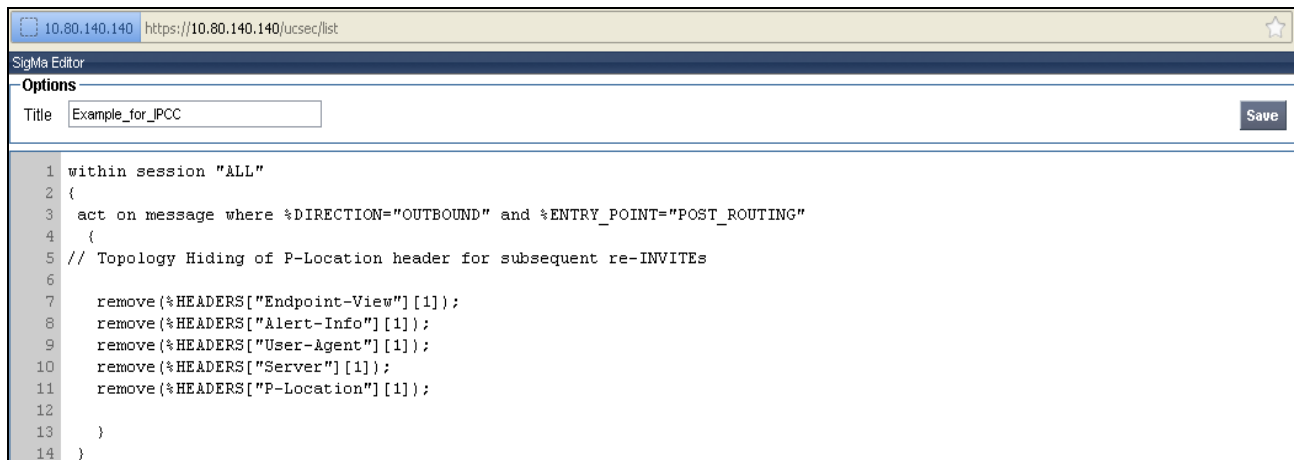 10.80.140.140 https://10.80.140.140/ucsec/list
SigMa Editor
Options
Title Example_for_IPCC Save
1 within session "ALL"
2 {
3 act on message where %DIRECTION="OUTBOUND" and %ENTRY_POINT="POST_ROUTING"
4 {
5 // Topology Hiding of P-Location header for subsequent re-INVITEs
6
7 remove(%HEADERS["Endpoint-View"][1]);
8 remove(%HEADERS["Alert-Info"][1]);
9 remove(%HEADERS["User-Agent"][1]);
10 remove(%HEADERS["Server"][1]);
11 remove(%HEADERS["P-Location"][1]);
12
13 }
14 }